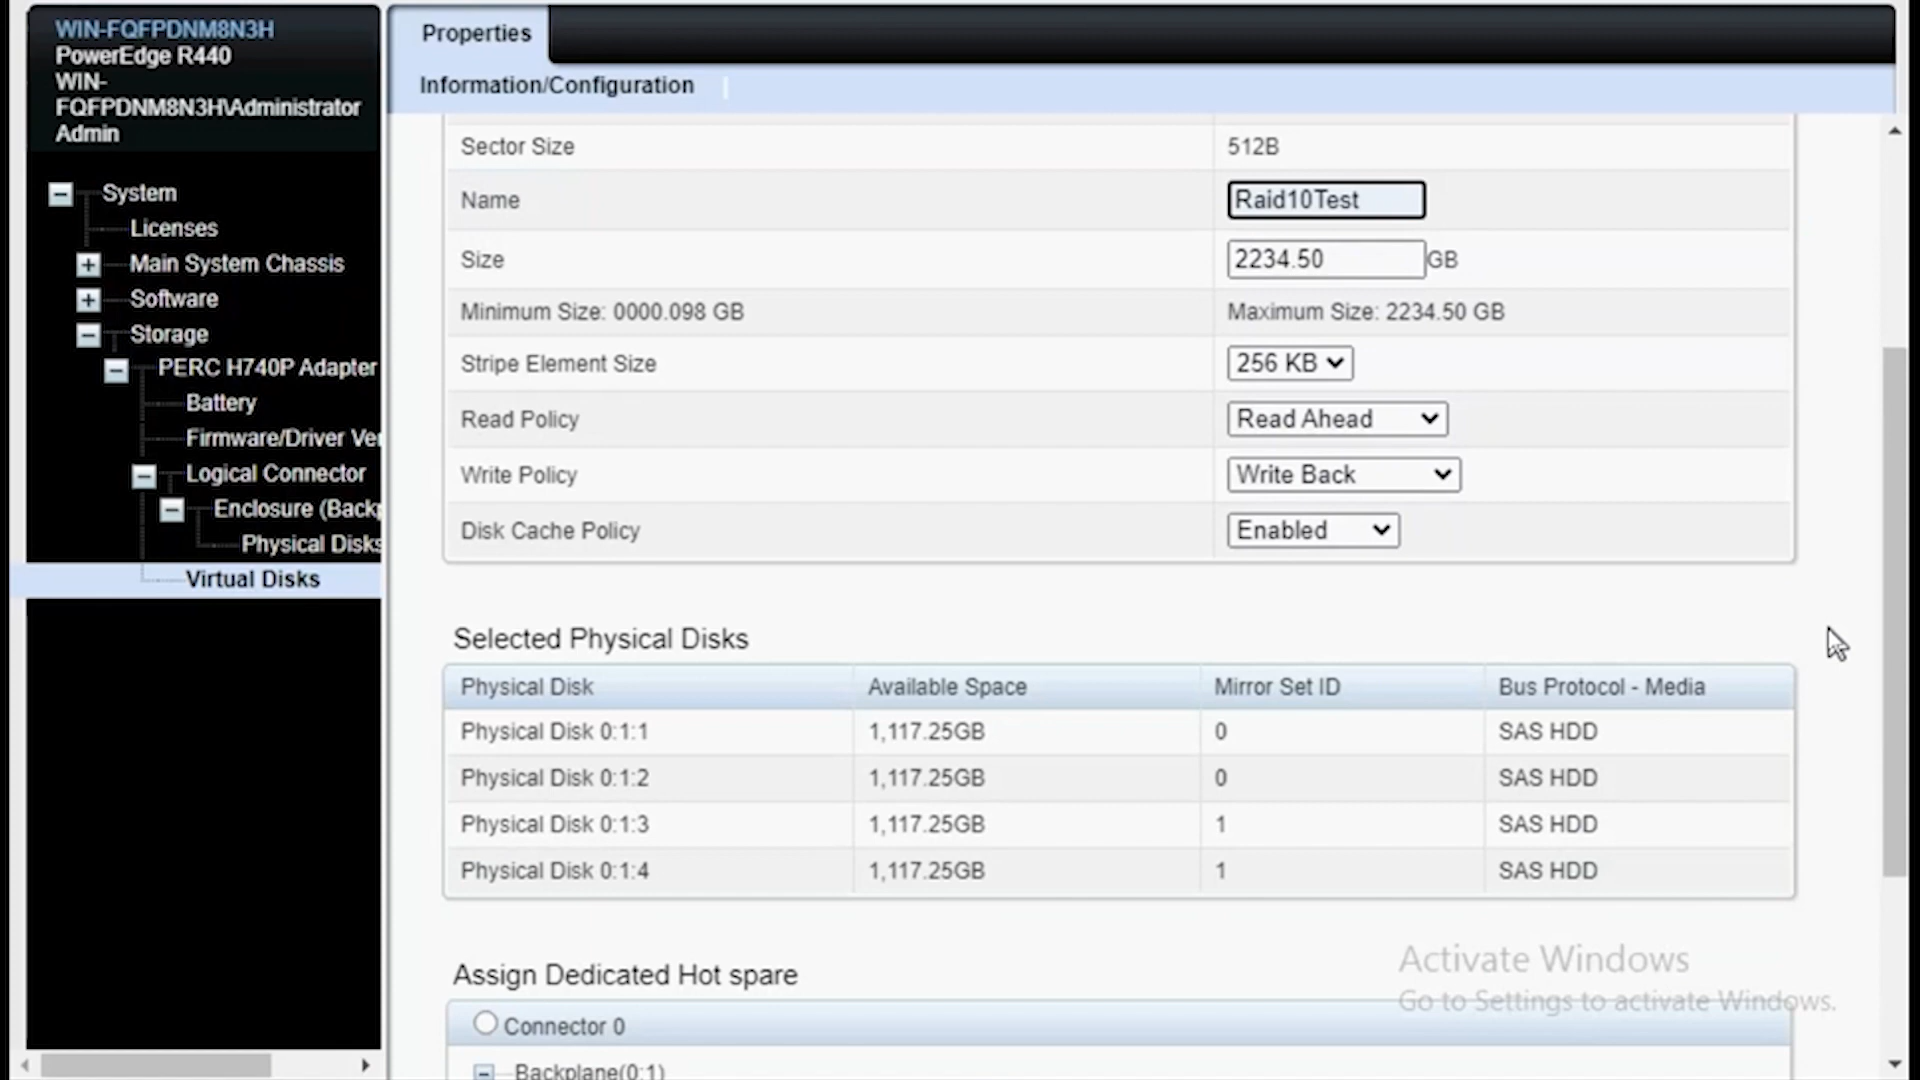 WIN-FQFPDNM8N3H
PowerEdge R440
WIN-
FQFPDNM8N3H\Administrator
Admin
System
Licenses
Main System Chassis
Software
Storage
PERC H740P Adapter
Battery
Firmware/Driver Ver
Logical Connector
Enclosure (Backp
Physical Disks
Virtual Disks
Properties
Information/Configuration
Sector Size 512B
Name Raid10Test
Size 2234.50 GB
Minimum Size: 0000.098 GB Maximum Size: 2234.50 GB
Stripe Element Size 256 KB
Read Policy Read Ahead
Write Policy Write Back
Disk Cache Policy Enabled
Selected Physical Disks
Physical Disk Available Space Mirror Set ID Bus Protocol - Media
Physical Disk 0:1:1 1,117.25GB 0 SAS HDD
Physical Disk 0:1:2 1,117.25GB 0 SAS HDD
Physical Disk 0:1:3 1,117.25GB 1 SAS HDD
Physical Disk 0:1:4 1,117.25GB 1 SAS HDD
Assign Dedicated Hot spare
Connector 0
Backplane(0:1)
Activate Windows
Go to Settings to activate Windows.